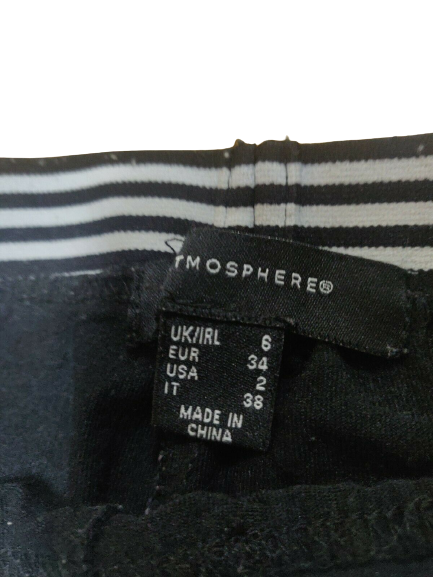 TMOSPHERE®
UK/IRL 6
EUR 34
USA 2
IT 38
MADE IN
CHINA